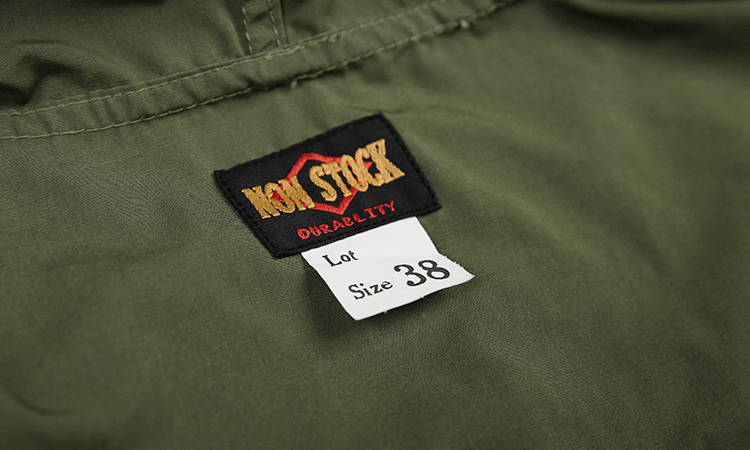 NON STOCK
DURABLITY
Lot
Size 38